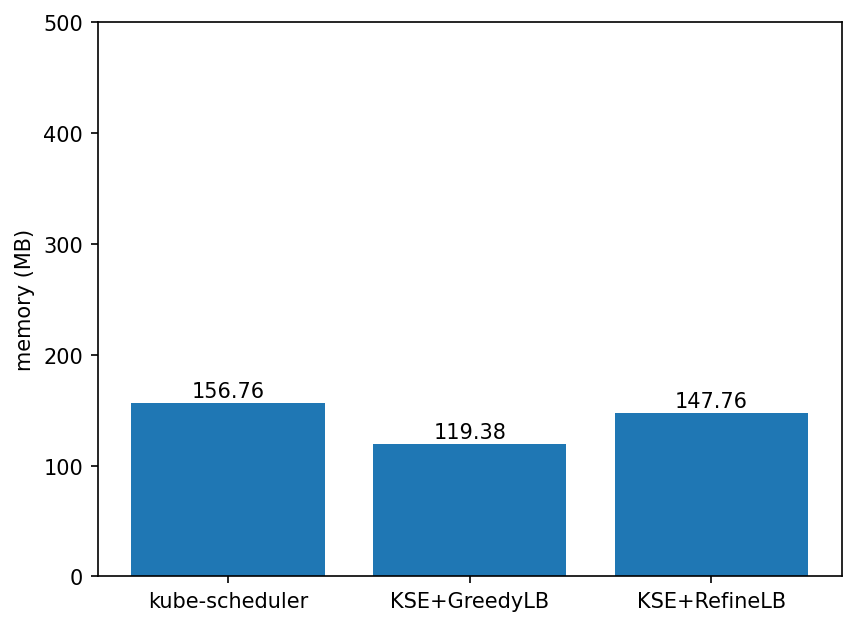 500
400
300
200
100
0
memory (MB)
156.76
119.38
147.76
kube-scheduler
KSE+GreedyLB
KSE+RefineLB